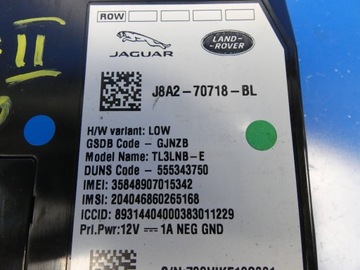 ROW
II
JAGUAR
LAND-
ROVER
J8A2-70718-BL
H/W variant: LOW
GSDB Code - GJNZB
Model Name: TL3LNB-E
DUNS Code - 555343750
IMEI: 35848907015342
IMSI: 204046860265168
ICCID: 89314404000383011229
Pri.Pwr:12V ⎓ 1A NEG GND